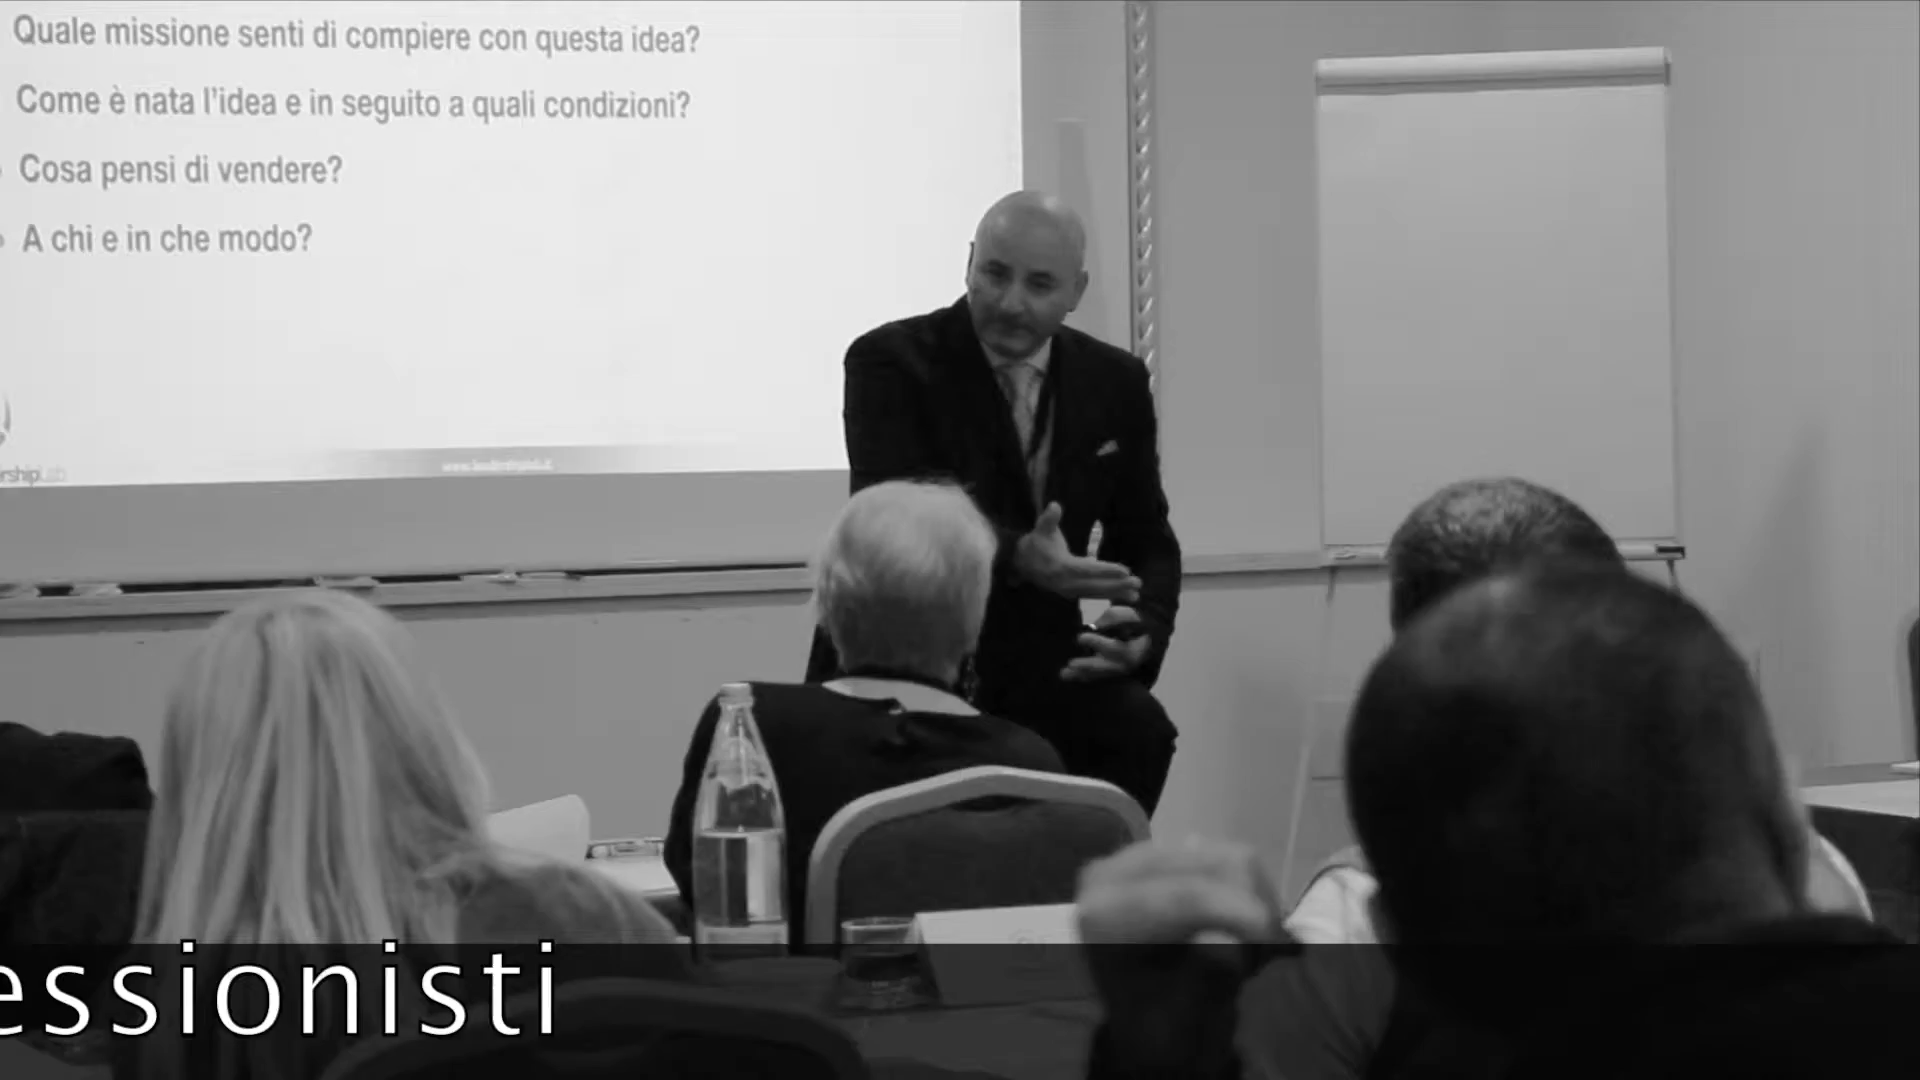 Quale missione senti di compiere con questa idea?
Come è nata l'idea e in seguito a quali condizioni?
Cosa pensi di vendere?
A chi e in che modo?
rshipLab
essionisti